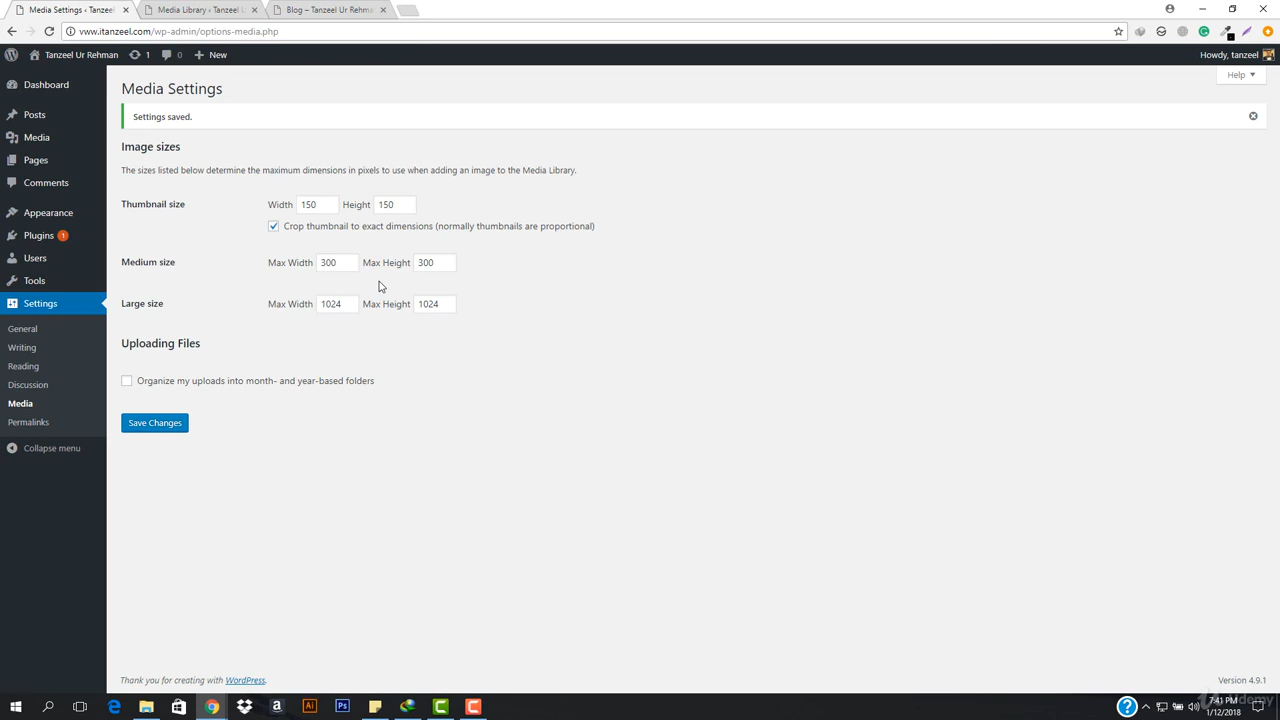 Media Settings ‹ Tanzeel
Media Library ‹ Tanzeel U
Blog – Tanzeel Ur Rehman
vww.itanzeel.com/wp-admin/options-media.php
Tanzeel Ur Rehman
1
0
New
Howdy, tanzeel
Help
Dashboard
Posts
Media
Pages
Comments
Appearance
Plugins 1
Users
Tools
Settings
General
Writing
Reading
Discussion
Media
Permalinks
Collapse menu
Media Settings
Settings saved.
Image sizes
The sizes listed below determine the maximum dimensions in pixels to use when adding an image to the Media Library.
Thumbnail size Width 150 Height 150
Crop thumbnail to exact dimensions (normally thumbnails are proportional)
Medium size Max Width 300 Max Height 300
Large size Max Width 1024 Max Height 1024
Uploading Files
Organize my uploads into month- and year-based folders
Save Changes
Thank you for creating with WordPress.
Version 4.9.1
Ai
Ps
7:41 PM
1/12/2018
Udemy